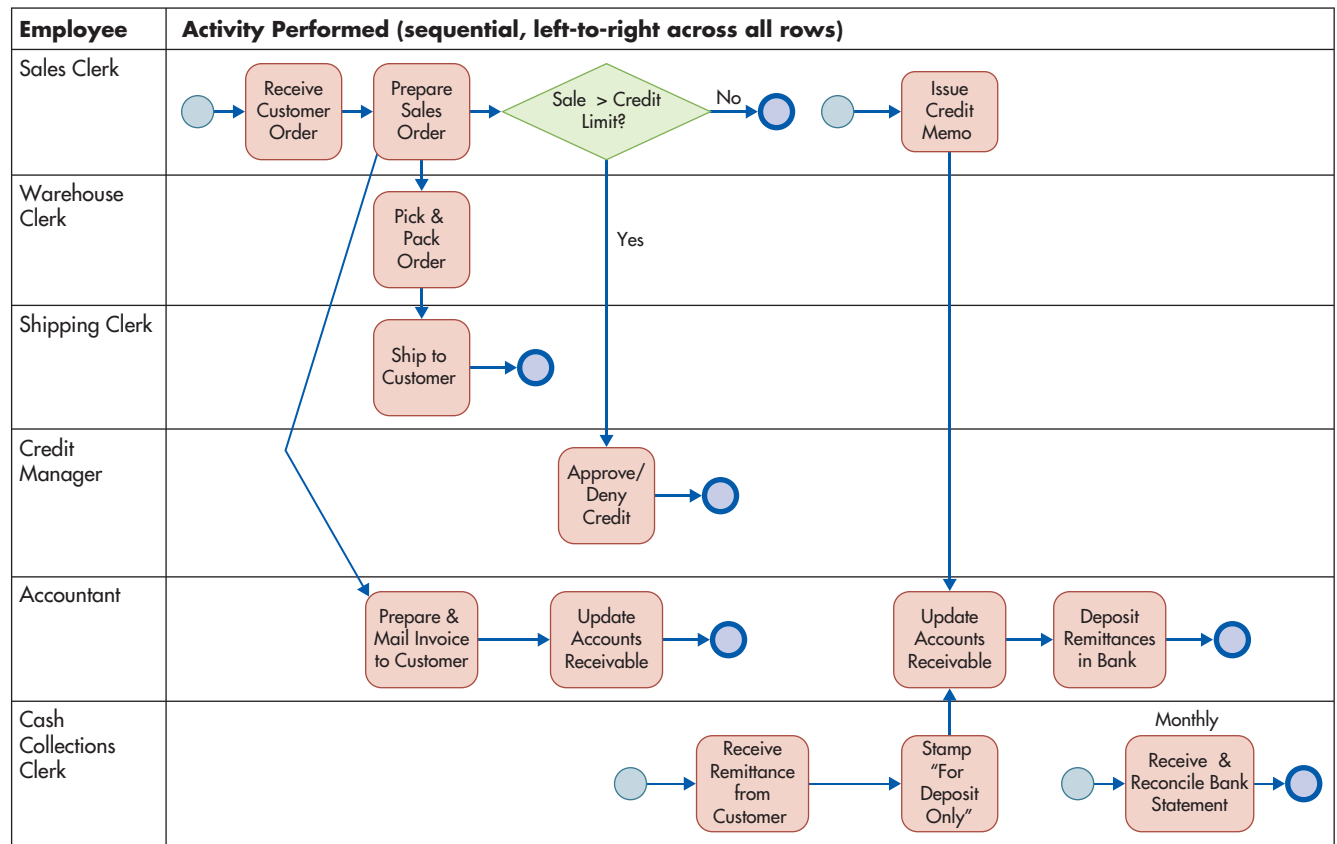 Employee
Activity Performed (sequential, left-to-right across all rows)
Sales Clerk
Receive
Customer
Order
Prepare
Sales
Order
Sale > Credit
Limit?
No
Issue
Credit
Memo
Warehouse
Clerk
Pick &
Pack
Order
Yes
Shipping Clerk
Ship to
Customer
Credit
Manager
Approve/
Deny
Credit
Accountant
Prepare &
Mail Invoice
to Customer
Update
Accounts
Receivable
Update
Accounts
Receivable
Deposit
Remittances
in Bank
Cash
Collections
Clerk
Receive
Remittance
from
Customer
Stamp
“For
Deposit
Only”
Monthly
Receive &
Reconcile Bank
Statement